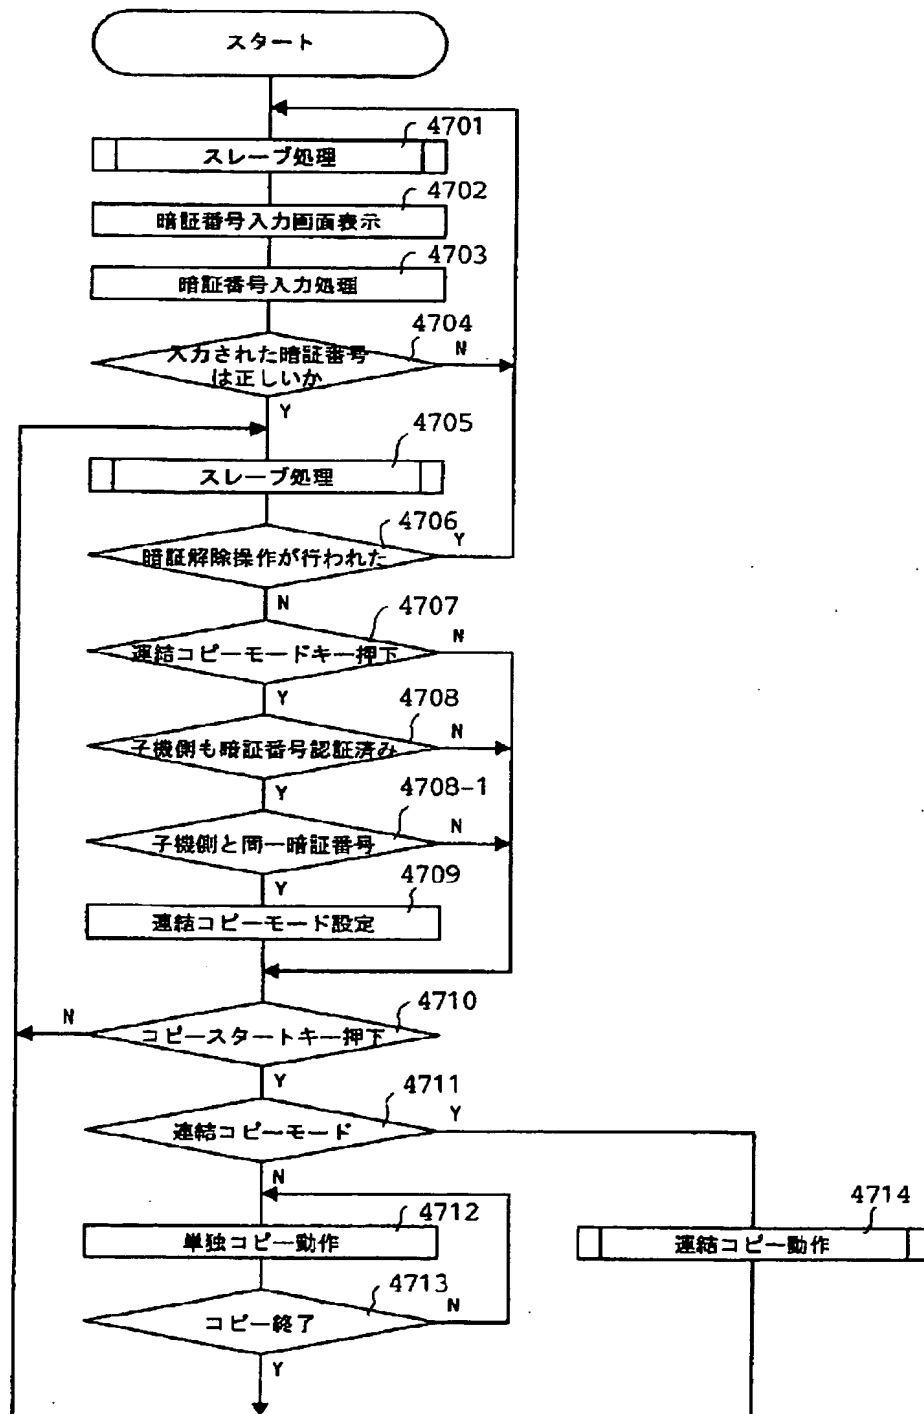 スタート
4701
スレーブ処理
4702
暗証番号入力画面表示
4703
暗証番号入力処理
4704
入力された暗証番号
は正しいか
N
Y
4705
スレーブ処理
4706
暗証解除操作が行われた
Y
N
4707
連結コピーモードキー押下
N
Y
4708
子機側も暗証番号認証済み
N
Y
4708-1
子機側と同一暗証番号
N
Y
4709
連結コピーモード設定
4710
コピースタートキー押下
N
Y
4711
連結コピーモード
Y
N
4712
単独コピー動作
4714
連結コピー動作
4713
コピー終了
N
Y